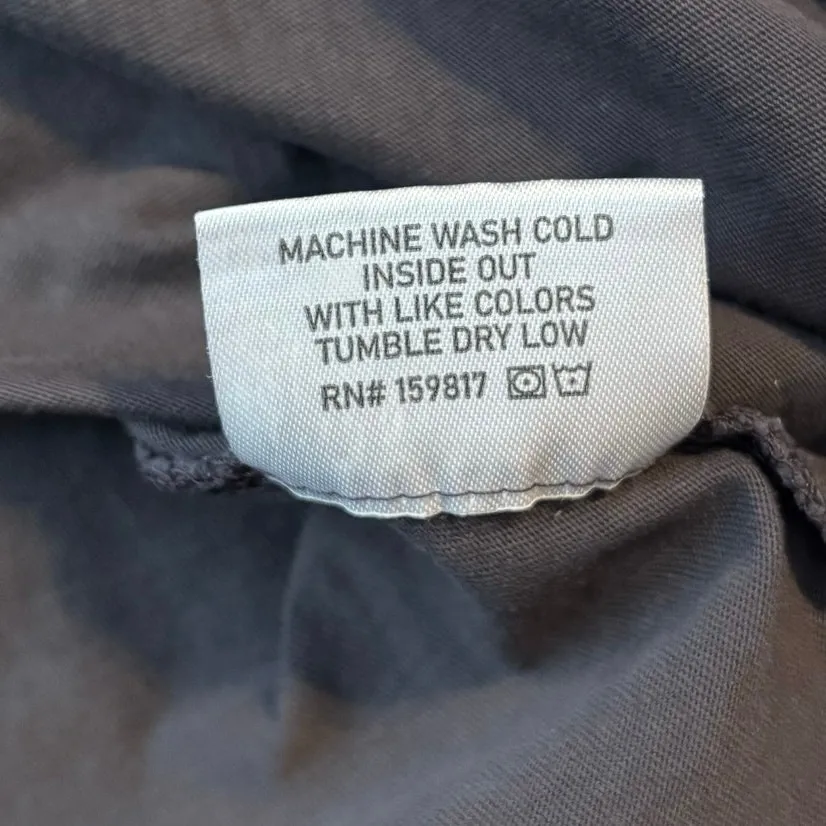 MACHINE WASH COLD
INSIDE OUT
WITH LIKE COLORS
TUMBLE DRY LOW
RN# 159817